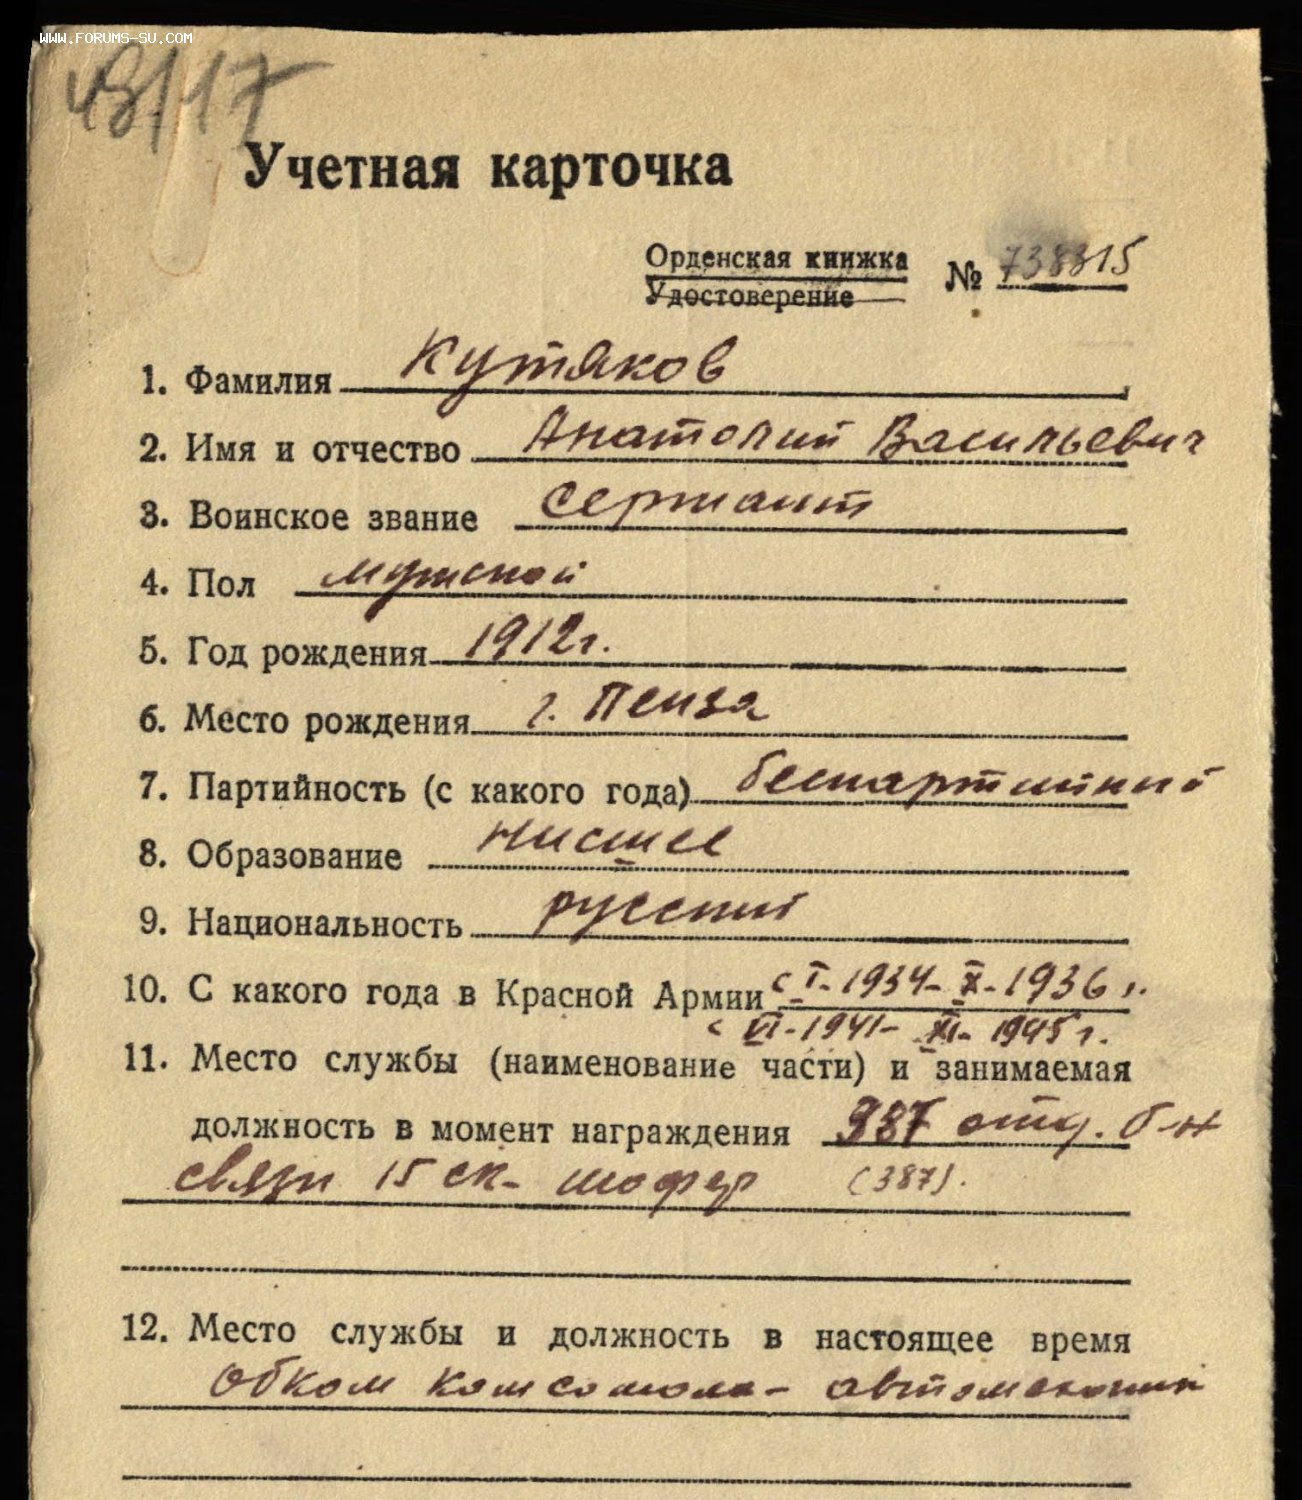 WWW.FORUMS-SU.COM
43/17
Учетная карточка
Орденская книжка
Удостоверение
№ 738315
1. Фамилия Кутяков
2. Имя и отчество Анатолий Васильевич
3. Воинское звание сержант
4. Пол мужской
5. Год рождения 1912г.
6. Место рождения г. Пенза
7. Партийность (с какого года) беспартийный
8. Образование низшее
9. Национальность русский
10. С какого года в Красной Армии с I-1934-X-1936 г.
с VI-1941- XI-1945 г.
11. Место службы (наименование части) и занимаемая
должность в момент награждения 387 отд. б-н
связи 15 ск- шофер (387).
12. Место службы и должность в настоящее время
Обком комсомола - автомеханик